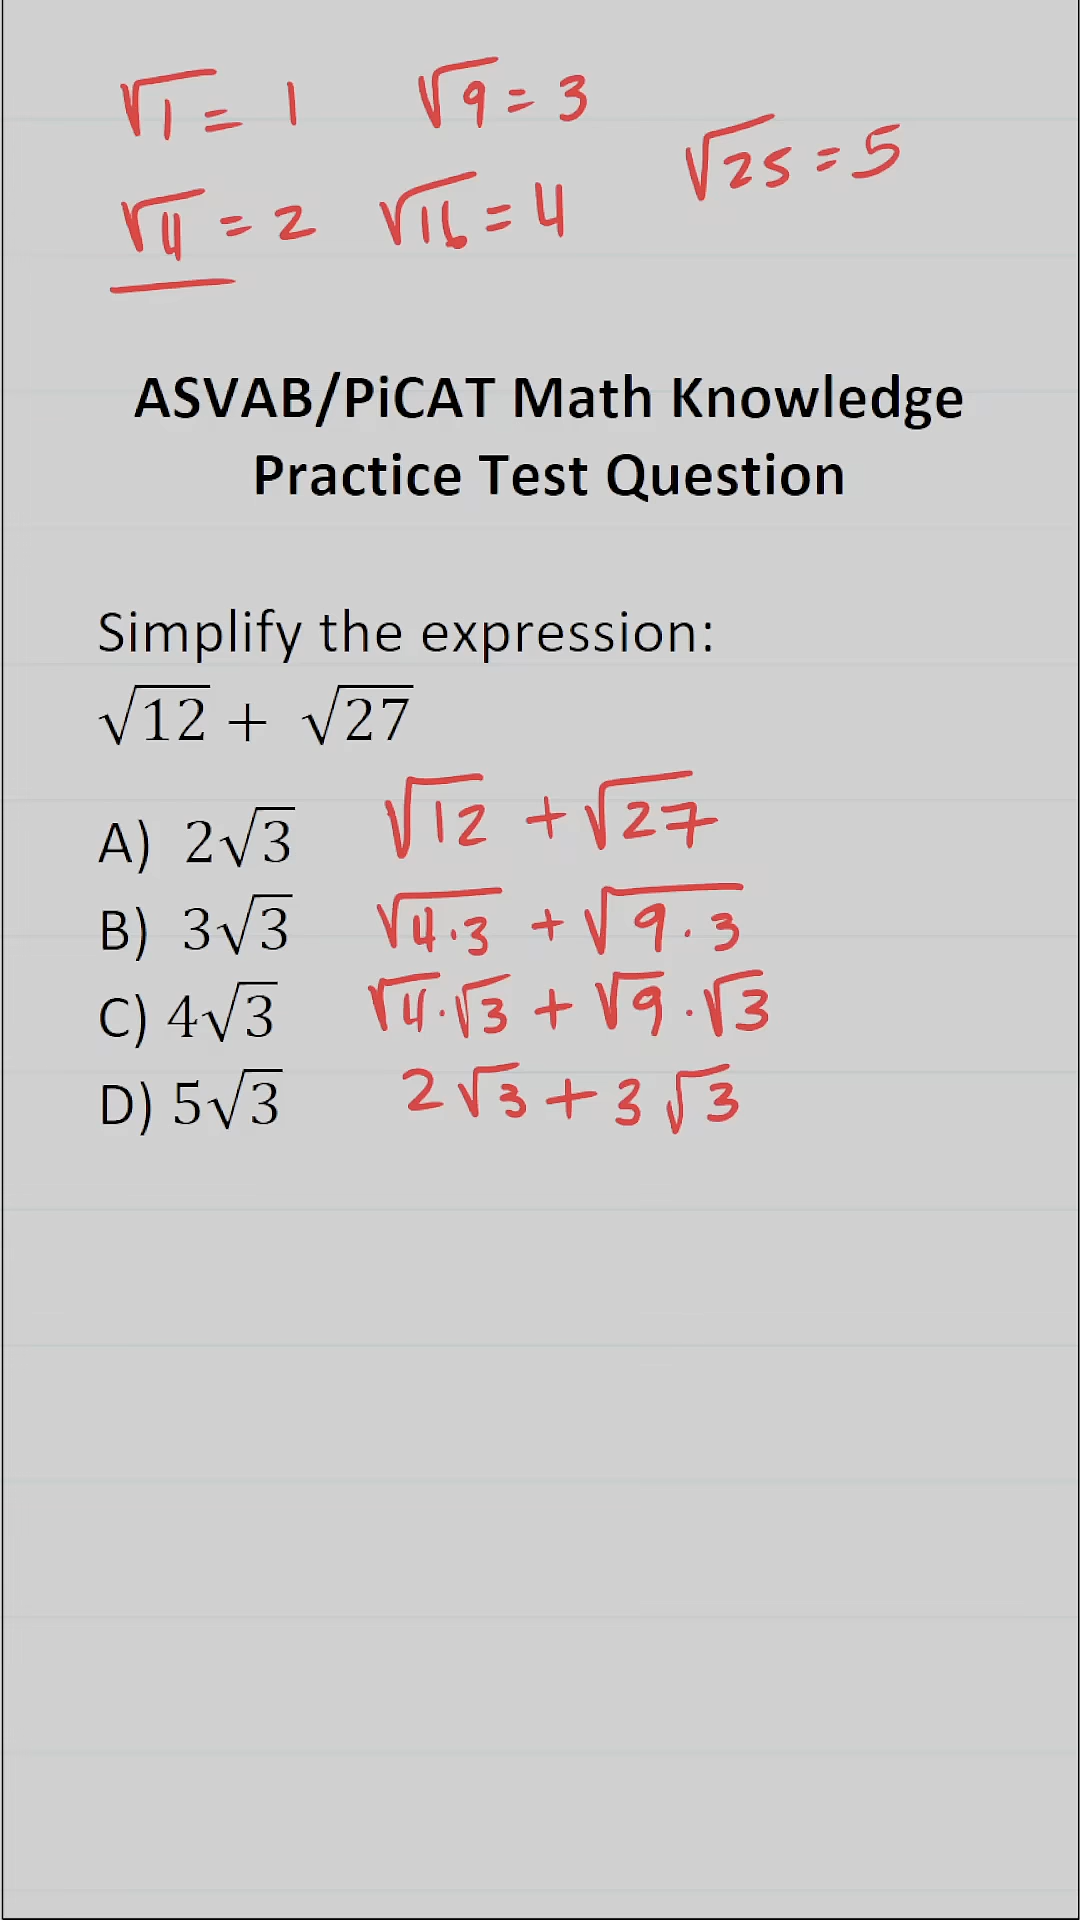 √1 = 1 √9 = 3
√25 = 5
√4 = 2 √16 = 4
ASVAB/PiCAT Math Knowledge
Practice Test Question
Simplify the expression:
√12 + √27
A) 2√3
√12 + √27
B) 3√3
√4·3 + √9·3
C) 4√3
√4·√3 + √9·√3
D) 5√3
2√3 + 3√3